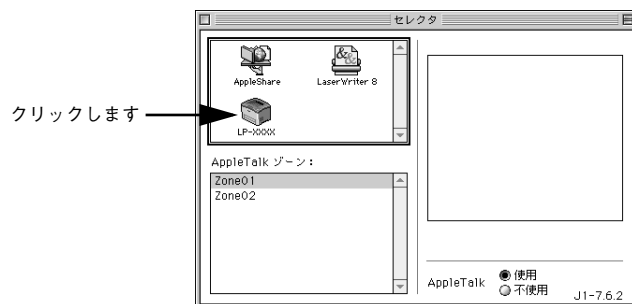 セレクタ
AppleShare
LaserWriter 8
クリックします
LP-XXXX
AppleTalk ゾーン：
Zone01
Zone02
AppleTalk
使用
不使用
J1-7.6.2